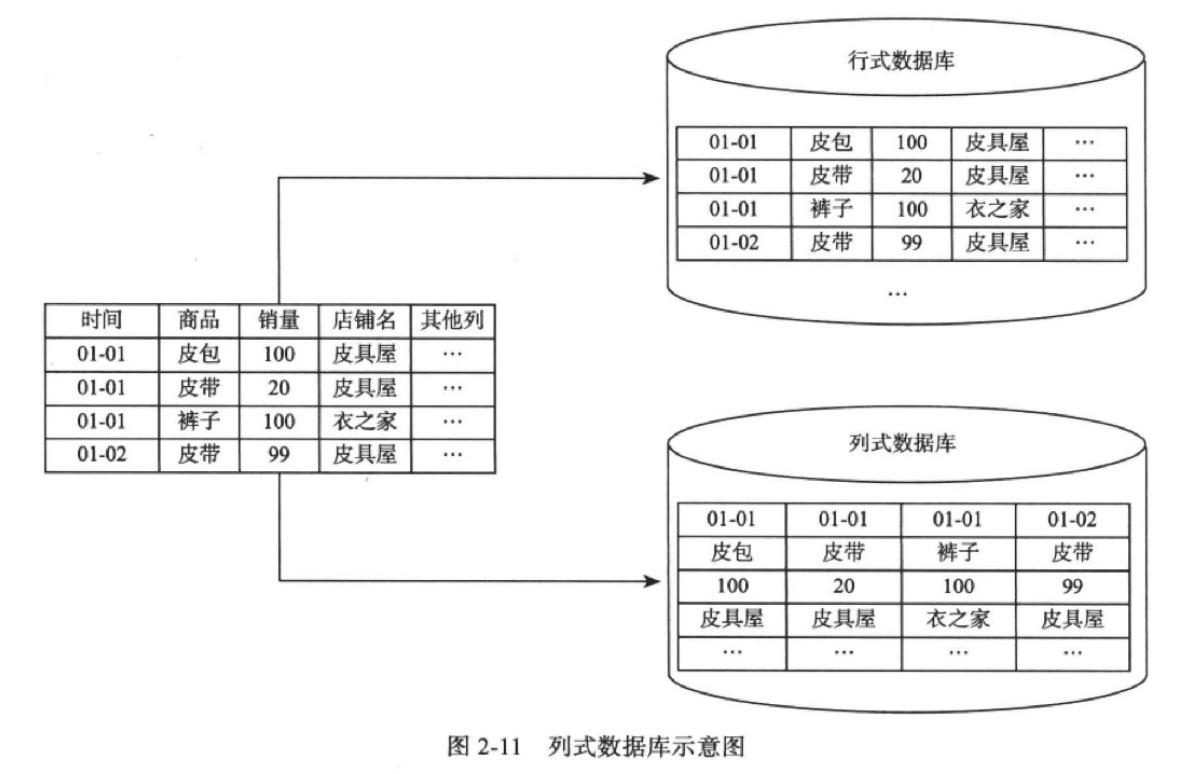 行式数据库
01-01 皮包 100 皮具屋 …
01-01 皮带 20 皮具屋 …
01-01 裤子 100 衣之家 …
01-02 皮带 99 皮具屋 …
…
时间 商品 销量 店铺名 其他列
01-01 皮包 100 皮具屋 …
01-01 皮带 20 皮具屋 …
01-01 裤子 100 衣之家 …
01-02 皮带 99 皮具屋 …
列式数据库
01-01 01-01 01-01 01-02
皮包 皮带 裤子 皮带
100 20 100 99
皮具屋 皮具屋 衣之家 皮具屋
… … … …
图 2-11 列式数据库示意图